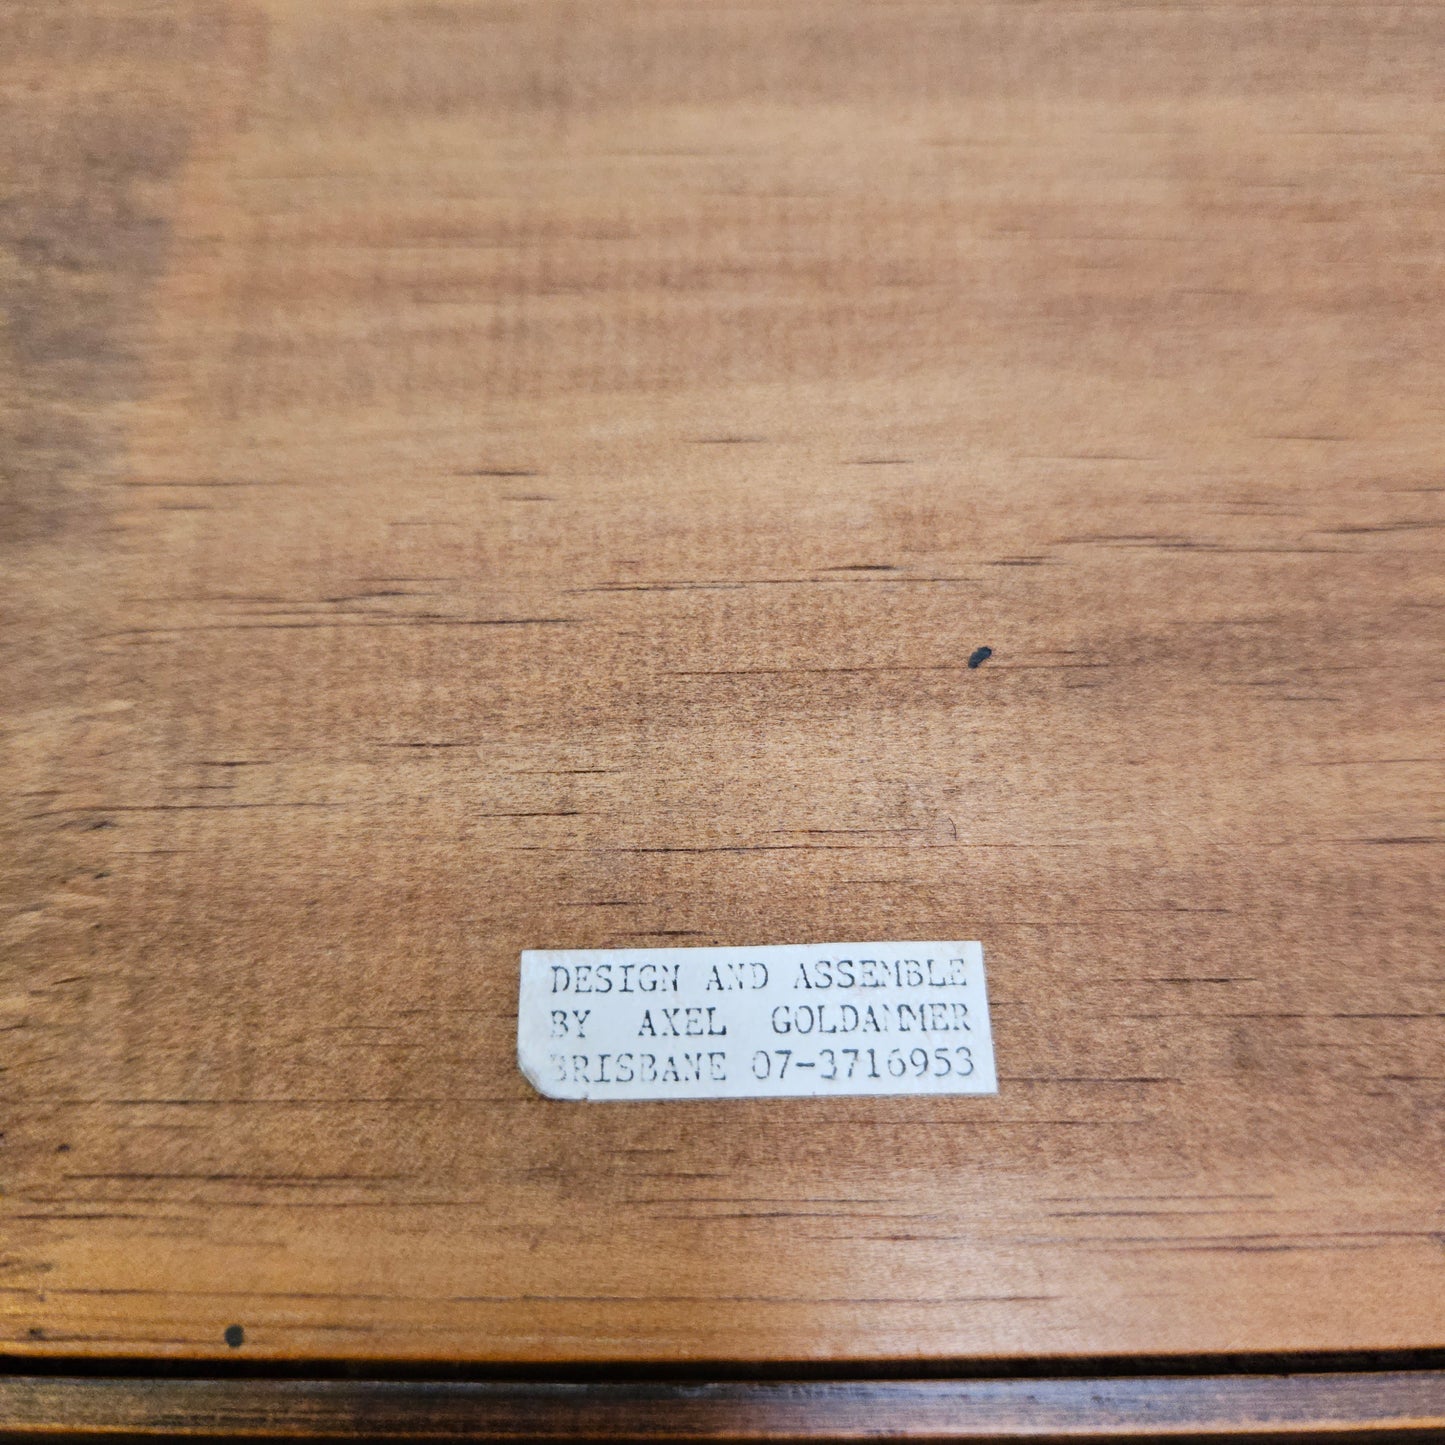 DESIGN AND ASSEMBLE
BY AXEL GOLDAMMER
BRISBANE 07-3716953